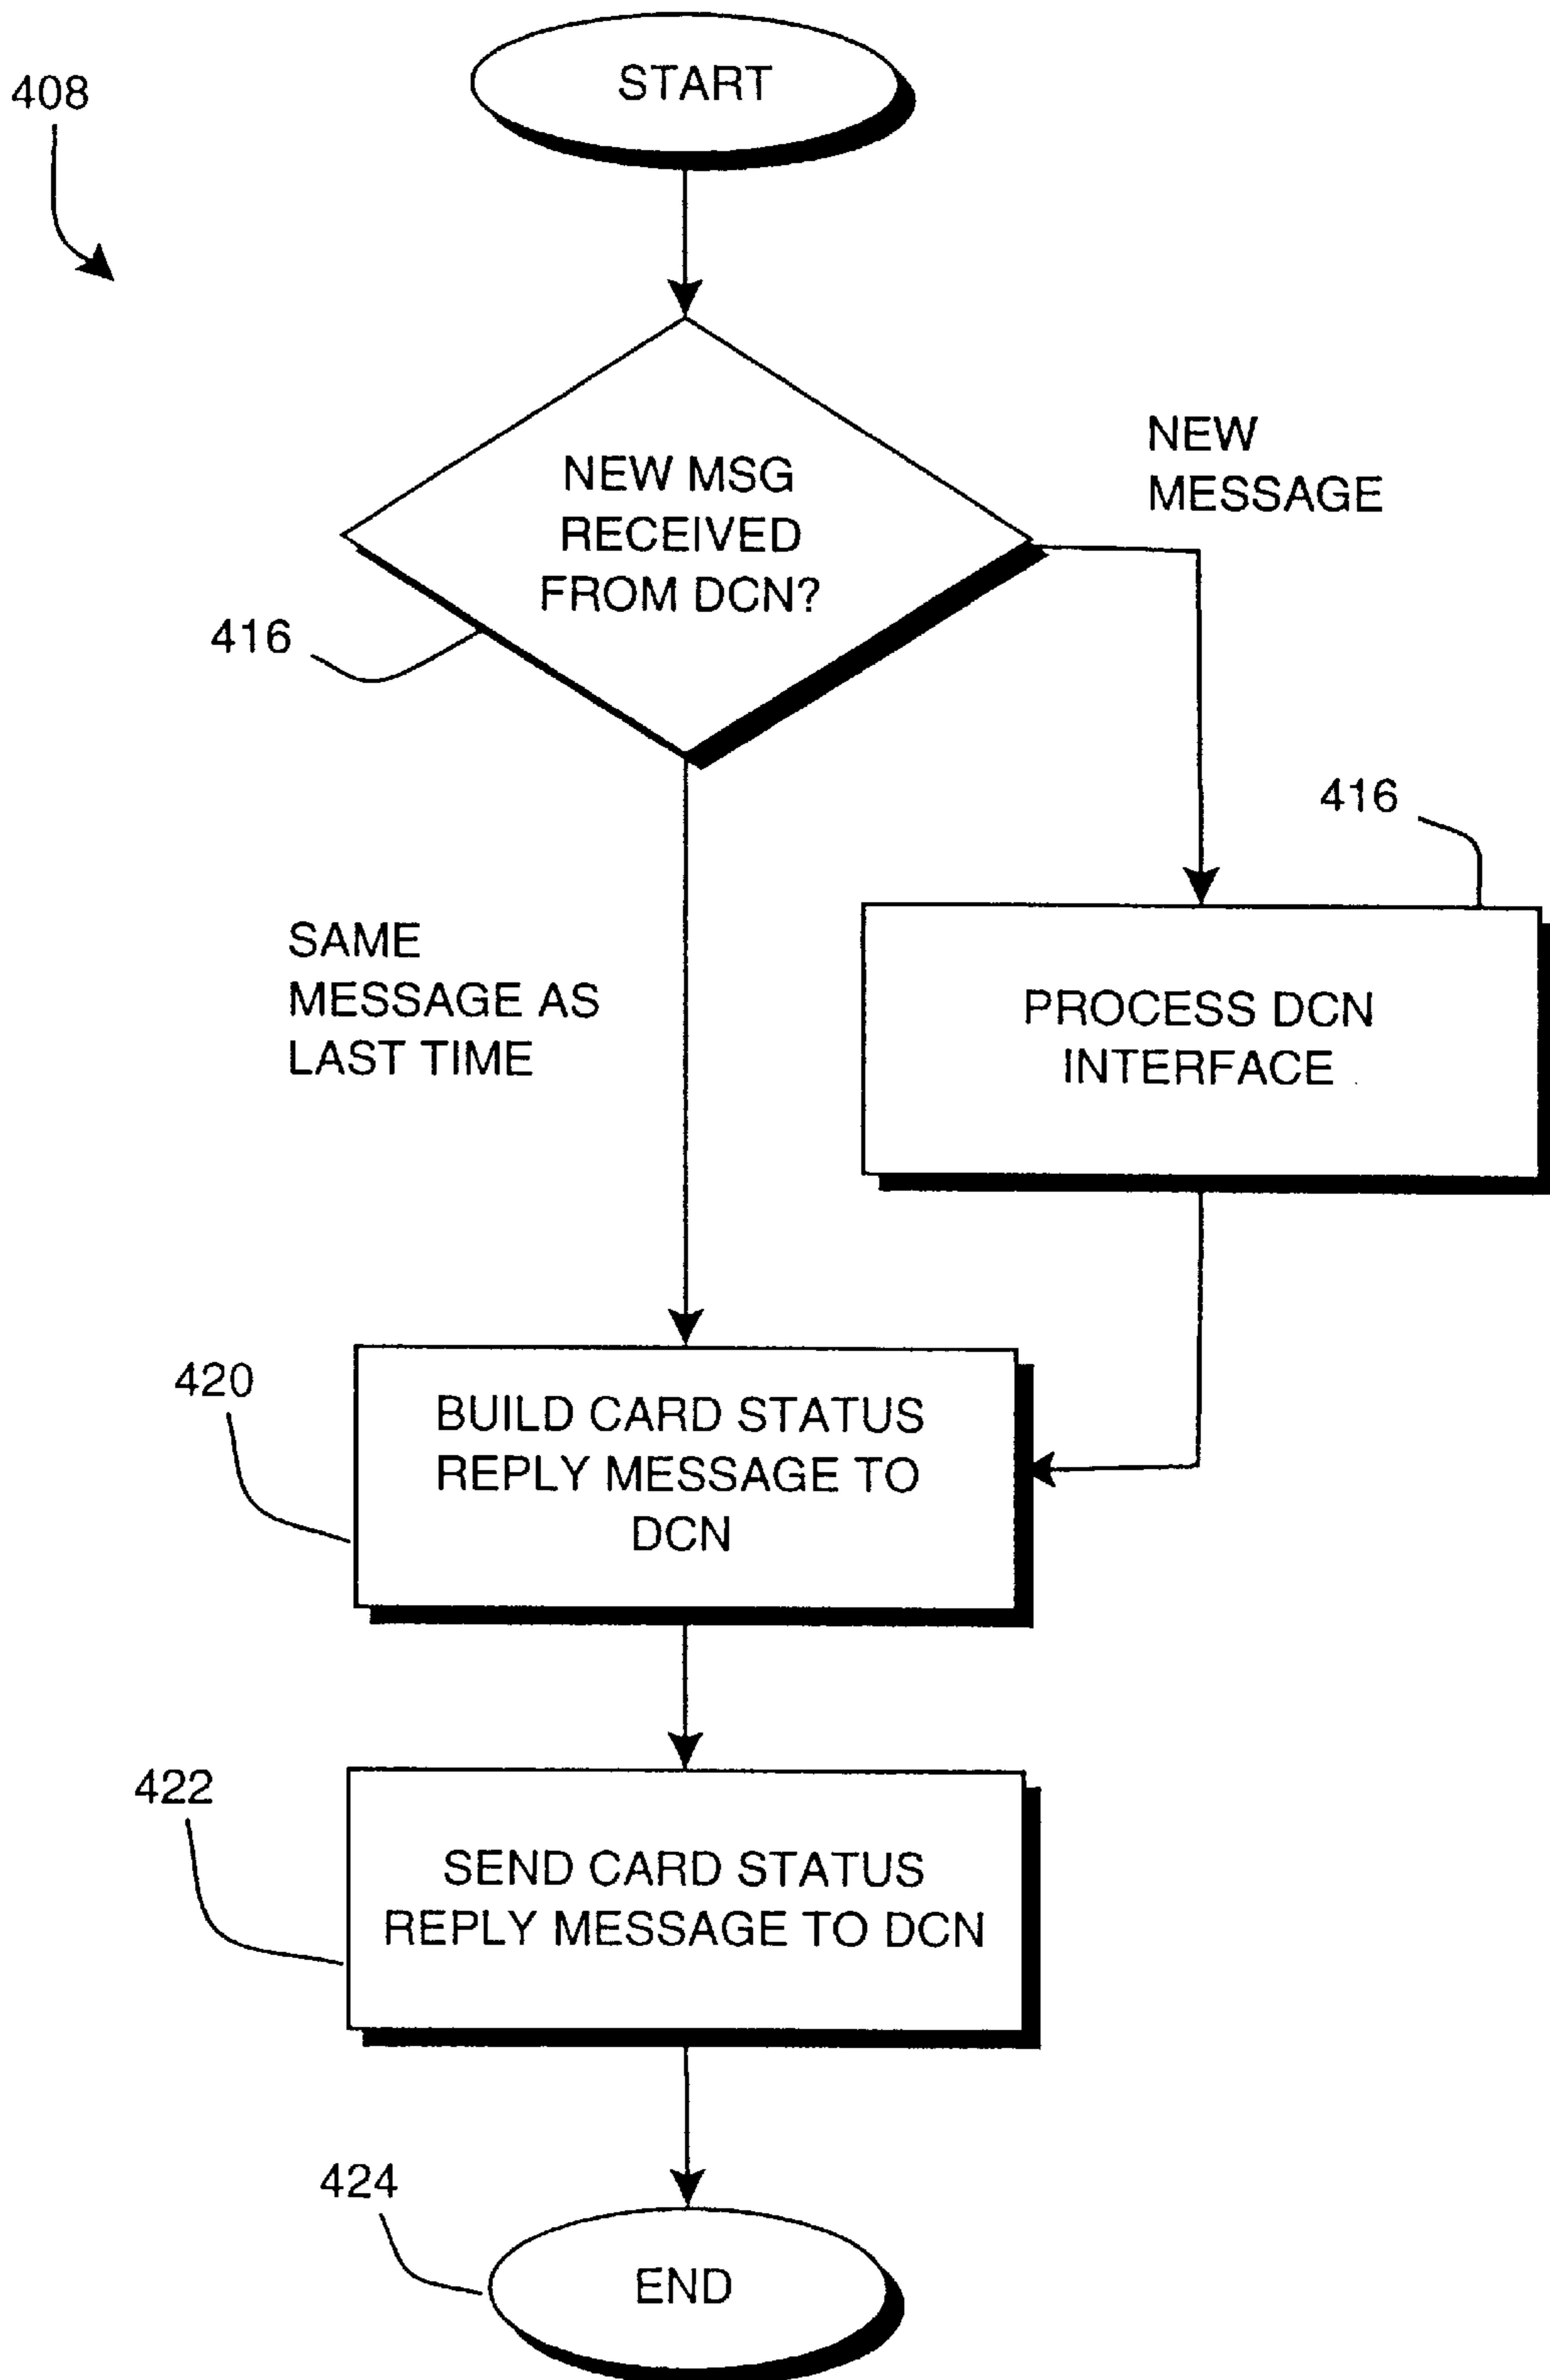 START
408
NEW MSG
RECEIVED
FROM DCN?
NEW
MESSAGE
416
416
SAME
MESSAGE AS
LAST TIME
PROCESS DCN
INTERFACE
420
BUILD CARD STATUS
REPLY MESSAGE TO
DCN
422
SEND CARD STATUS
REPLY MESSAGE TO DCN
424
END